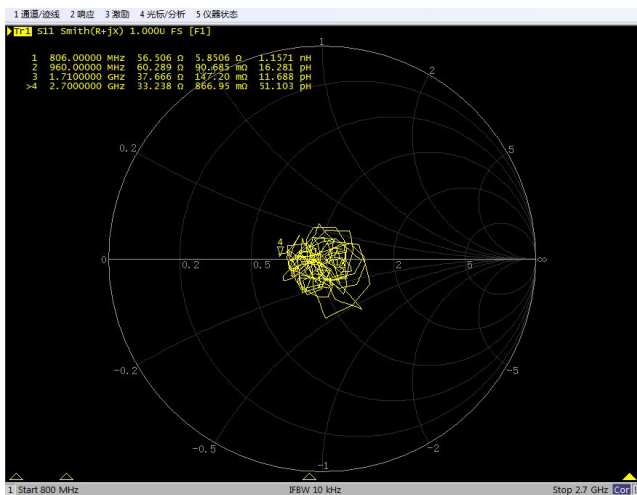 1 通道/迹线 2 响应 3 激励 4 光标/分析 5 仪器状态
Tr1 S11 Smith(R+jX) 1.000U FS [F1]
1 806.00000 MHz 56.506 Ω 5.8506 Ω 1.1571 nH
2 960.00000 MHz 60.289 Ω 90.685 mΩ 16.281 pH
3 1.7100000 GHz 37.666 Ω 147.20 mΩ 11.688 pH
>4 2.7000000 GHz 33.238 Ω 866.95 mΩ 51.103 pH
1
2
0.2
5
4
0
0.2
0.5
2
5
∞
-0.2
-5
-0.5
-2
-1
1 Start 800 MHz IFBW 10 kHz Stop 2.7 GHz Cor